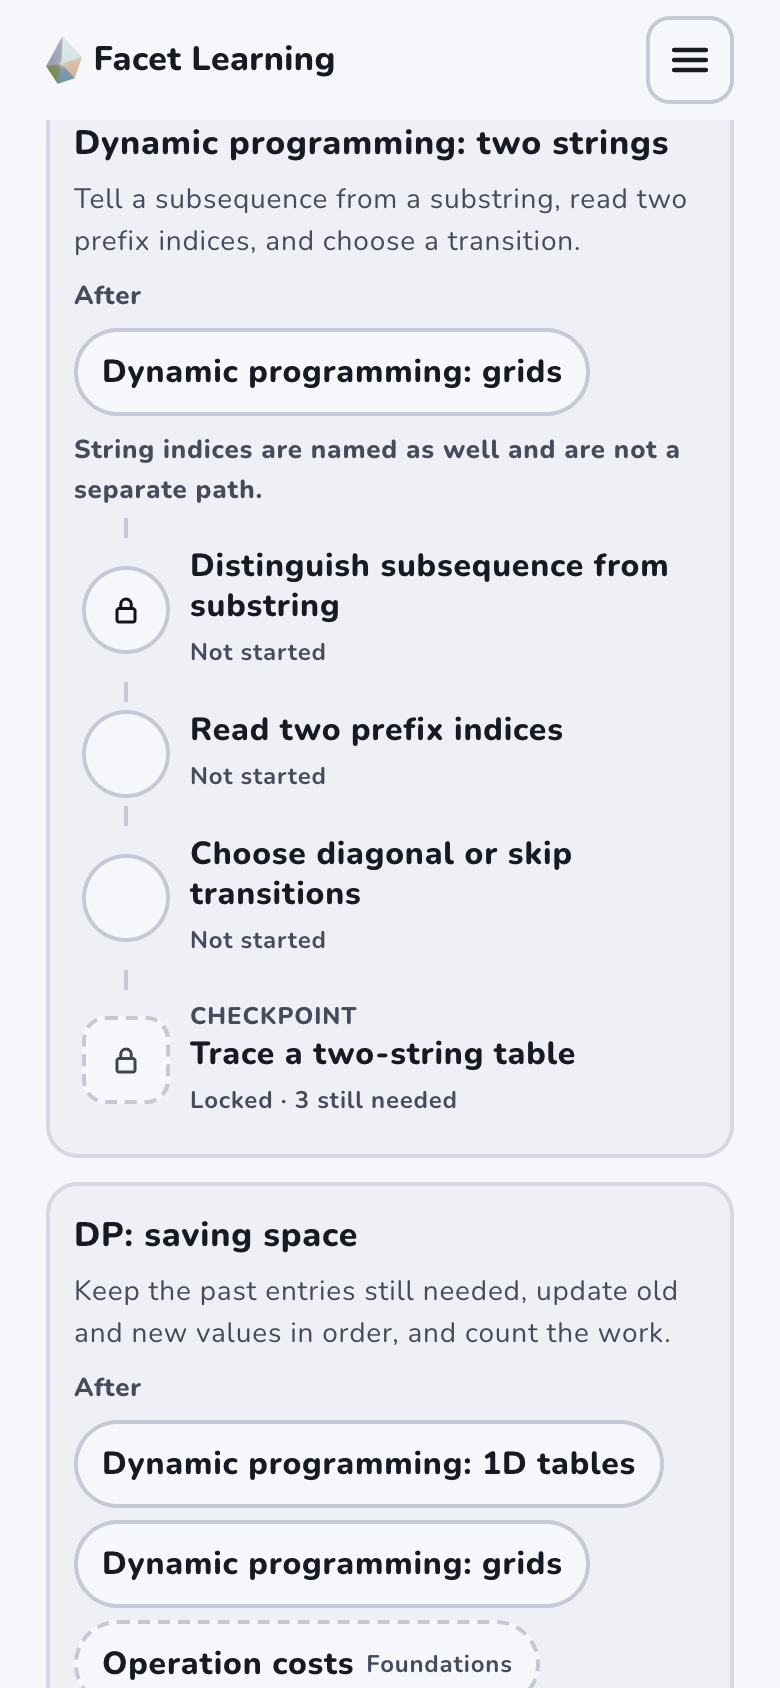 Facet Learning
Dynamic programming: two strings
Tell a subsequence from a substring, read two
prefix indices, and choose a transition.
After
Dynamic programming: grids
String indices are named as well and are not a
separate path.
Distinguish subsequence from
substring
Not started
Read two prefix indices
Not started
Choose diagonal or skip
transitions
Not started
CHECKPOINT
Trace a two-string table
Locked · 3 still needed
DP: saving space
Keep the past entries still needed, update old
and new values in order, and count the work.
After
Dynamic programming: 1D tables
Dynamic programming: grids
Operation costs Foundations